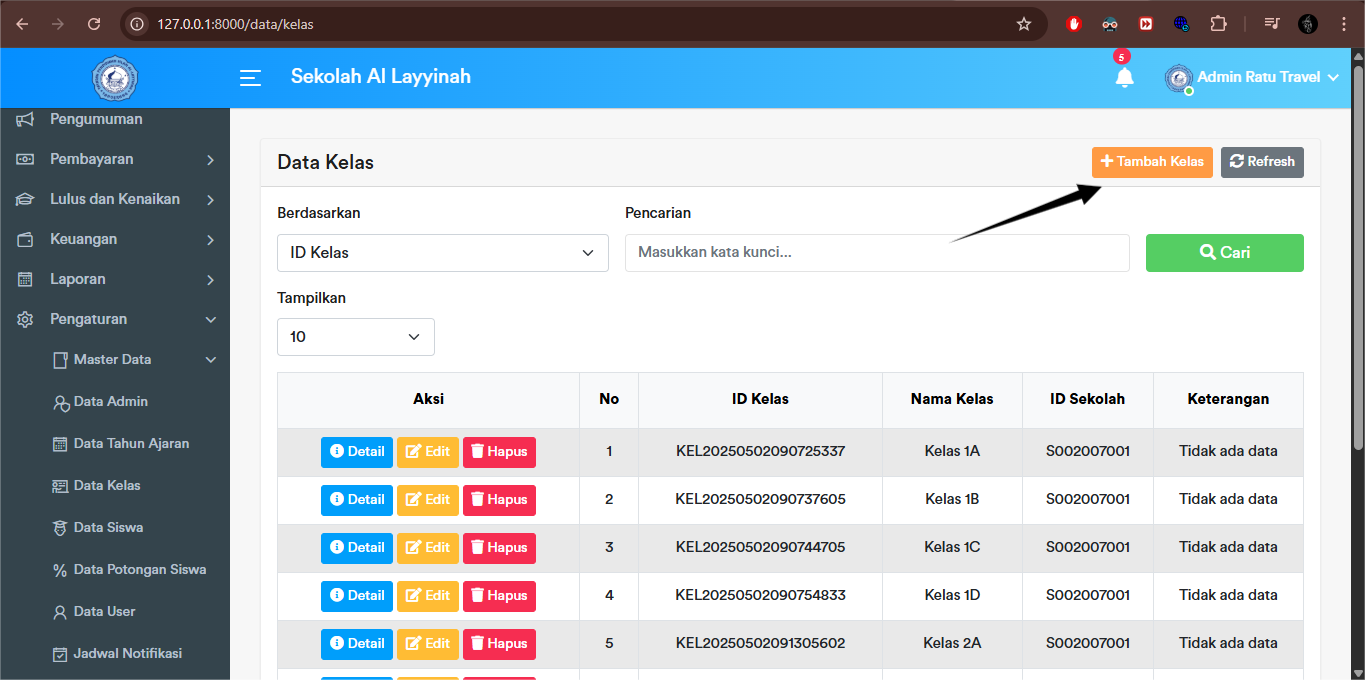 127.0.0.1:8000/data/kelas
Sekolah Al Layyinah
5
Admin Ratu Travel
Pengumuman
Pembayaran
Lulus dan Kenaikan
Keuangan
Laporan
Pengaturan
Master Data
Data Admin
Data Tahun Ajaran
Data Kelas
Data Siswa
Data Potongan Siswa
Data User
Jadwal Notifikasi
Data Kelas
Tambah Kelas
Refresh
Berdasarkan
Pencarian
ID Kelas
Masukkan kata kunci...
Cari
Tampilkan
10
Aksi No ID Kelas Nama Kelas ID Sekolah Keterangan
Detail Edit Hapus 1 KEL20250502090725337 Kelas 1A S002007001 Tidak ada data
Detail Edit Hapus 2 KEL20250502090737605 Kelas 1B S002007001 Tidak ada data
Detail Edit Hapus 3 KEL20250502090744705 Kelas 1C S002007001 Tidak ada data
Detail Edit Hapus 4 KEL20250502090754833 Kelas 1D S002007001 Tidak ada data
Detail Edit Hapus 5 KEL20250502091305602 Kelas 2A S002007001 Tidak ada data